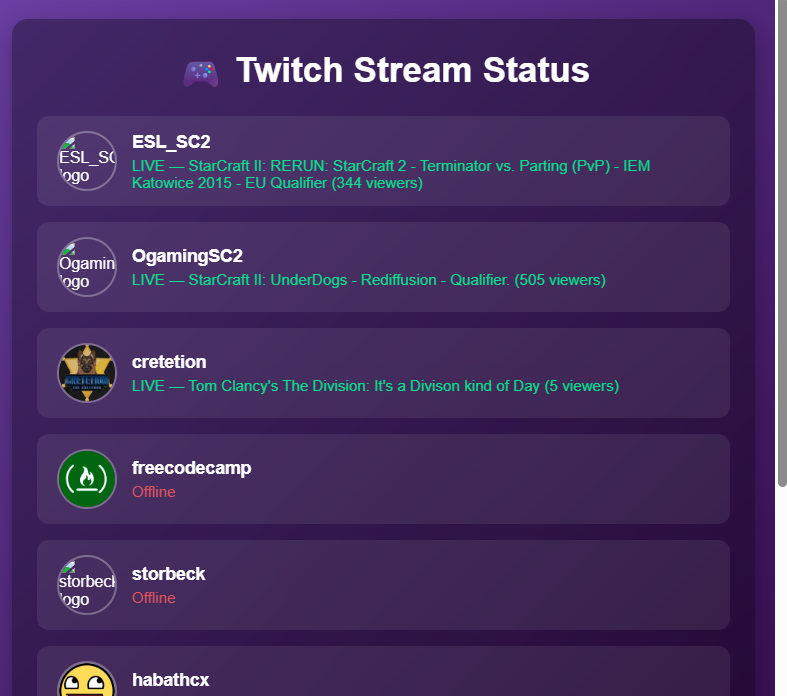 Twitch Stream Status
ESL_SC2
ESL_SC
logo
LIVE — StarCraft II: RERUN: StarCraft 2 - Terminator vs. Parting (PvP) - IEM
Katowice 2015 - EU Qualifier (344 viewers)
OgamingSC2
Ogamin
logo
LIVE — StarCraft II: UnderDogs - Rediffusion - Qualifier. (505 viewers)
cretetion
LIVE — Tom Clancy's The Division: It's a Divison kind of Day (5 viewers)
freecodecamp
Offline
storbeck
storbeck
logo
Offline
habathcx